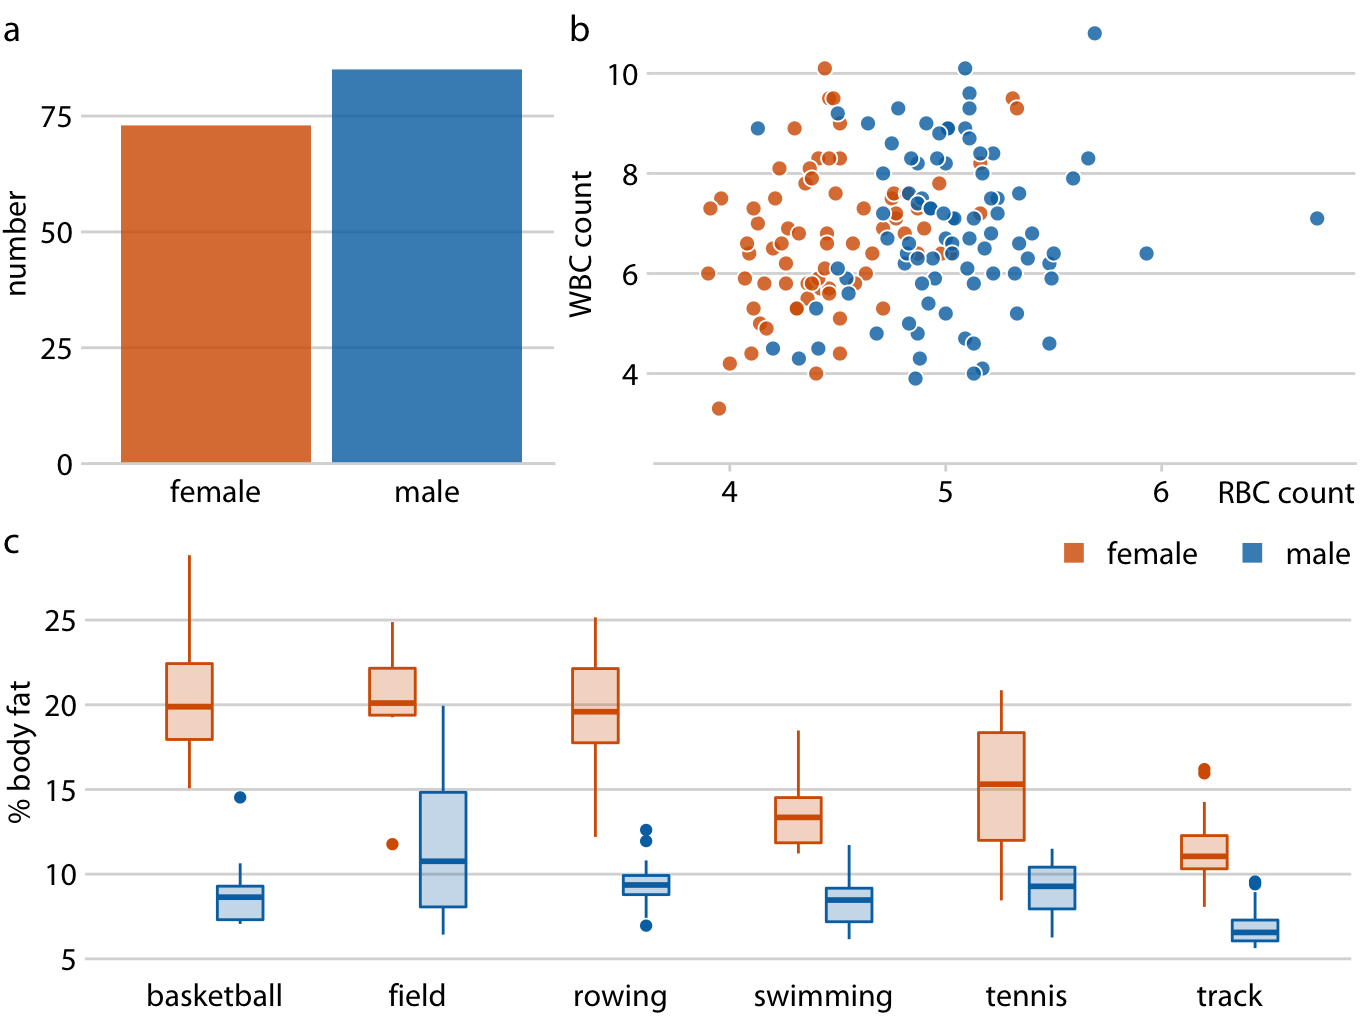 a
75
50
25
0
number
female male
b
10
8
6
4
WBC count
4 5 6 RBC count
c
female male
25
20
15
10
5
% body fat
basketball field rowing swimming tennis track